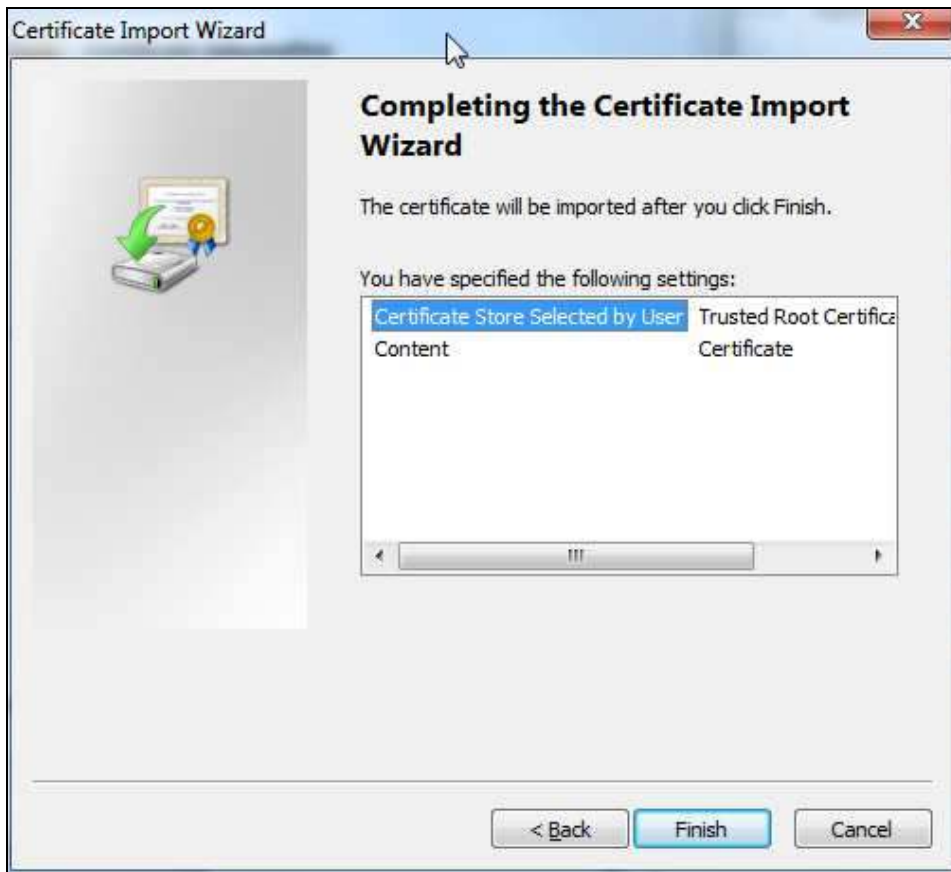 Certificate Import Wizard
Completing the Certificate Import
Wizard
The certificate will be imported after you click Finish.
You have specified the following settings:
Certificate Store Selected by User Trusted Root Certifica
Content Certificate
< Back Finish Cancel